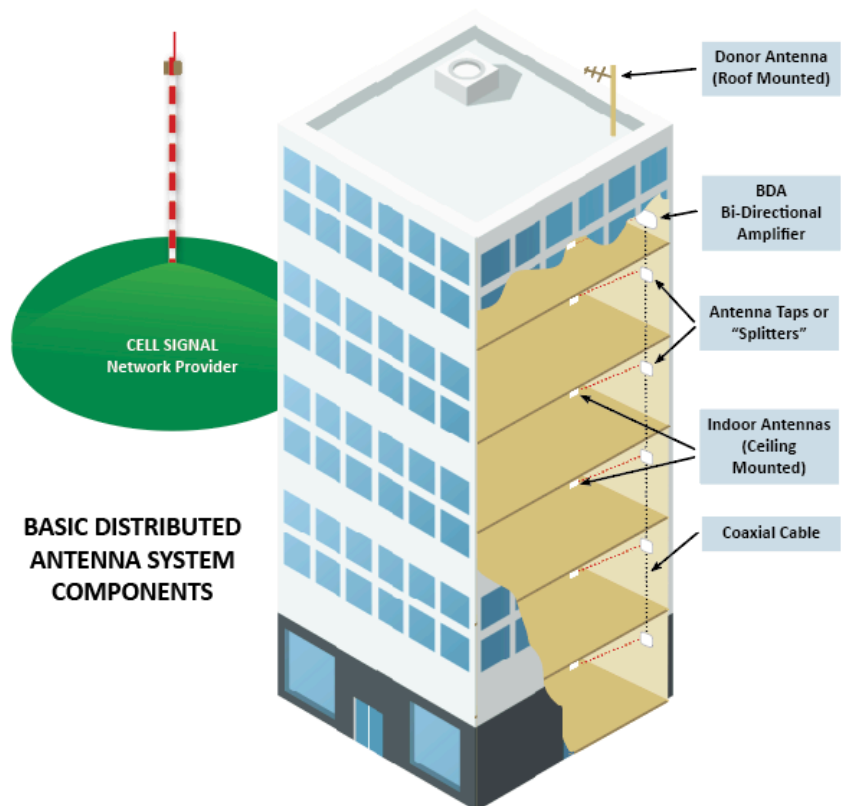 Donor Antenna
(Roof Mounted)
BDA
Bi-Directional
Amplifier
Antenna Taps or
“Splitters”
Indoor Antennas
(Ceiling
Mounted)
Coaxial Cable
CELL SIGNAL
Network Provider
BASIC DISTRIBUTED
ANTENNA SYSTEM
COMPONENTS